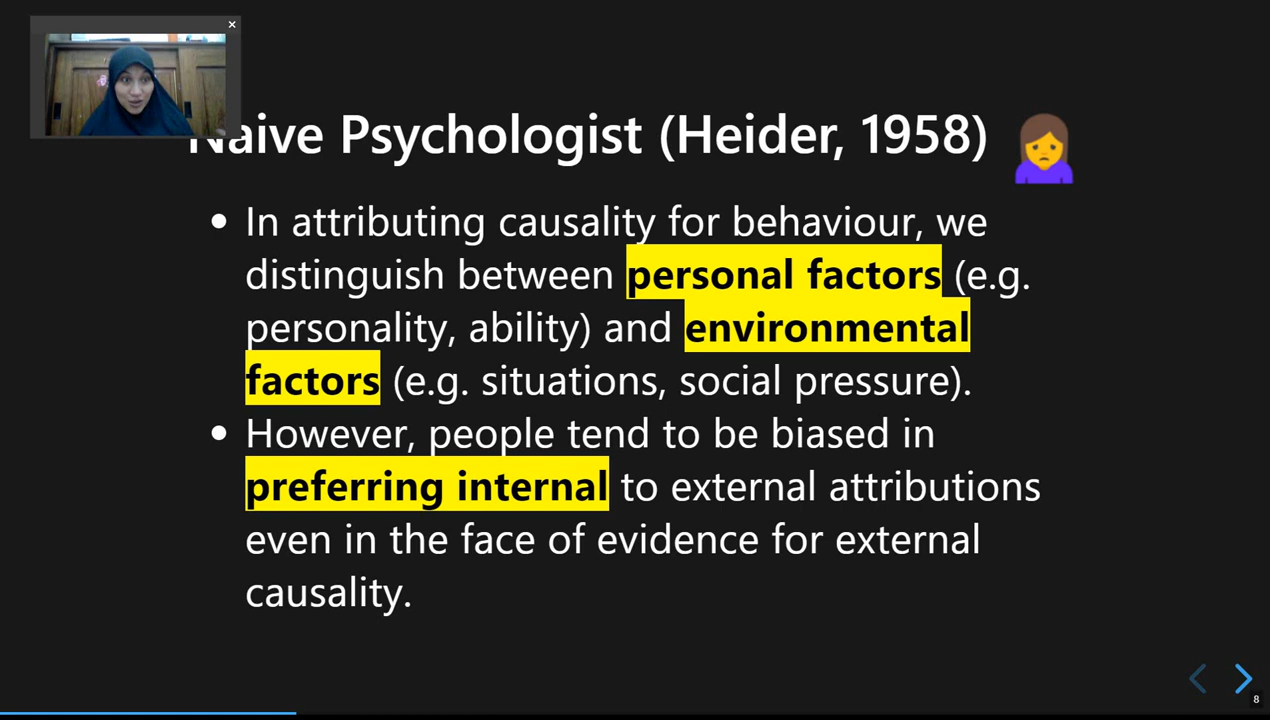 Naive Psychologist (Heider, 1958)
• In attributing causality for behaviour, we
distinguish between personal factors (e.g.
personality, ability) and environmental
factors (e.g. situations, social pressure).
• However, people tend to be biased in
preferring internal to external attributions
even in the face of evidence for external
causality.
8